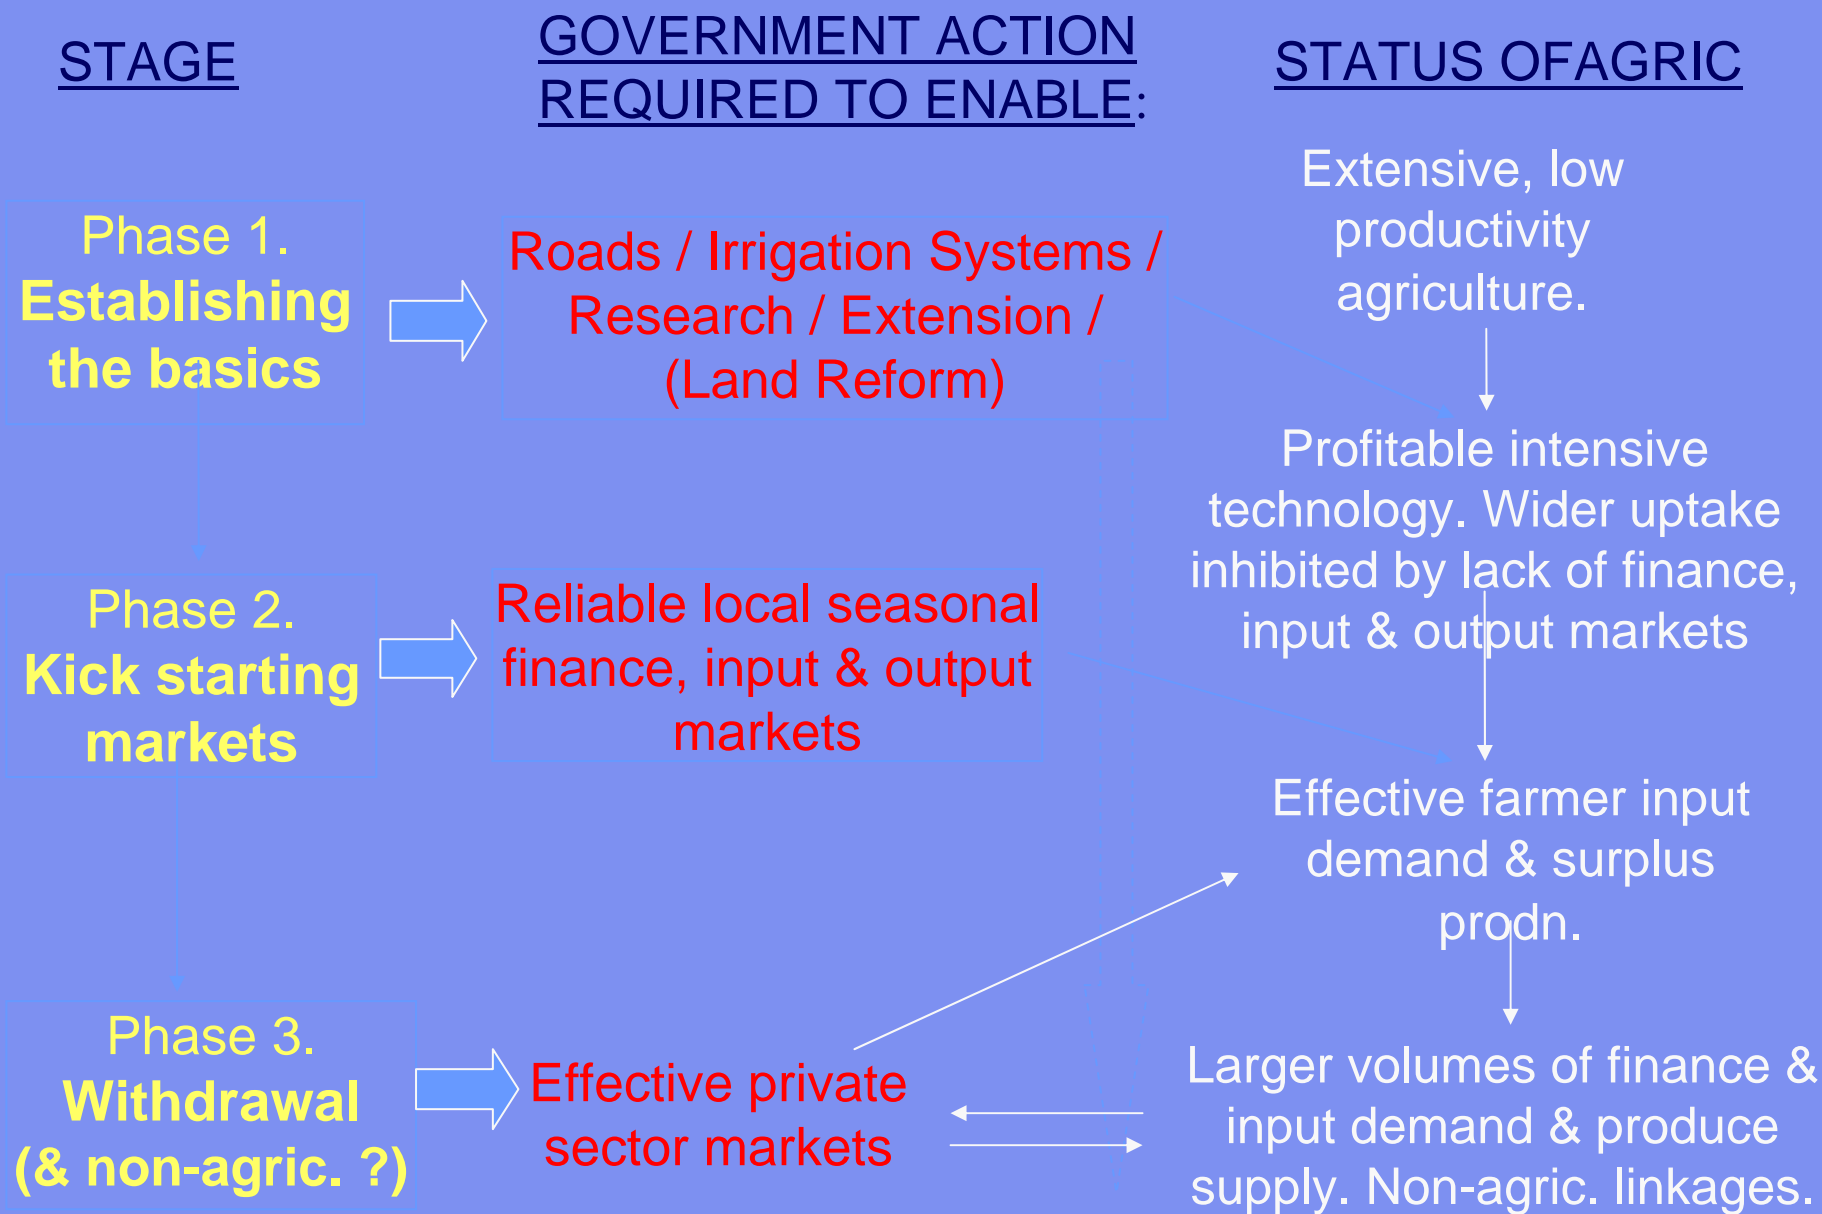 STAGE
GOVERNMENT ACTION
REQUIRED TO ENABLE:
STATUS OFAGRIC
Phase 1.
Establishing
the basics
Roads / Irrigation Systems /
Research / Extension /
(Land Reform)
Extensive, low
productivity
agriculture.
Profitable intensive
technology. Wider uptake
inhibited by lack of finance,
input & output markets
Phase 2.
Kick starting
markets
Reliable local seasonal
finance, input & output
markets
Effective farmer input
demand & surplus
prodn.
Phase 3.
Withdrawal
(& non-agric. ?)
Effective private
sector markets
Larger volumes of finance &
input demand & produce
supply. Non-agric. linkages.